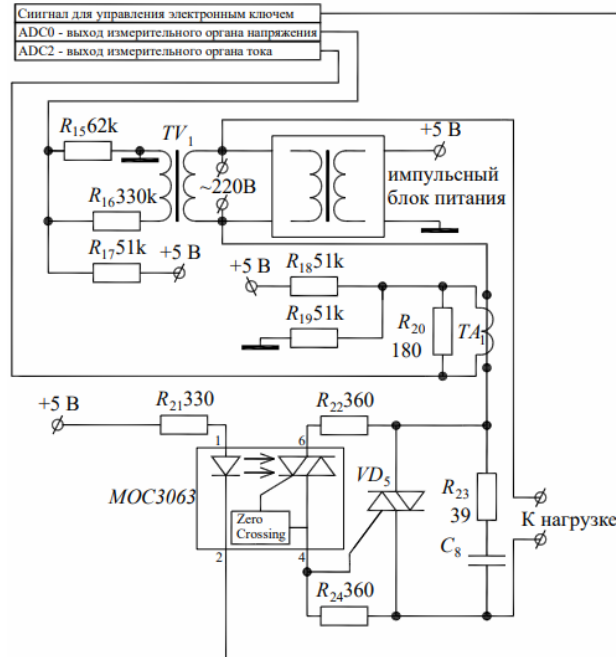 Сиигнал для управления электронным ключем
ADC0 - выход измерительного органа напряжения
ADC2 - выход измерительного органа тока
R15 62k
TV1
+5 В
~220В
импульсный
блок питания
R16 330k
R17 51k
+5 В
+5 В
R18 51k
R19 51k
R20
180
TA1
+5 В
R21 330
R22 360
1
6
MOC3063
VD5
Zero
Crossing
R23
39
К нагрузке
C8
2
4
R24 360